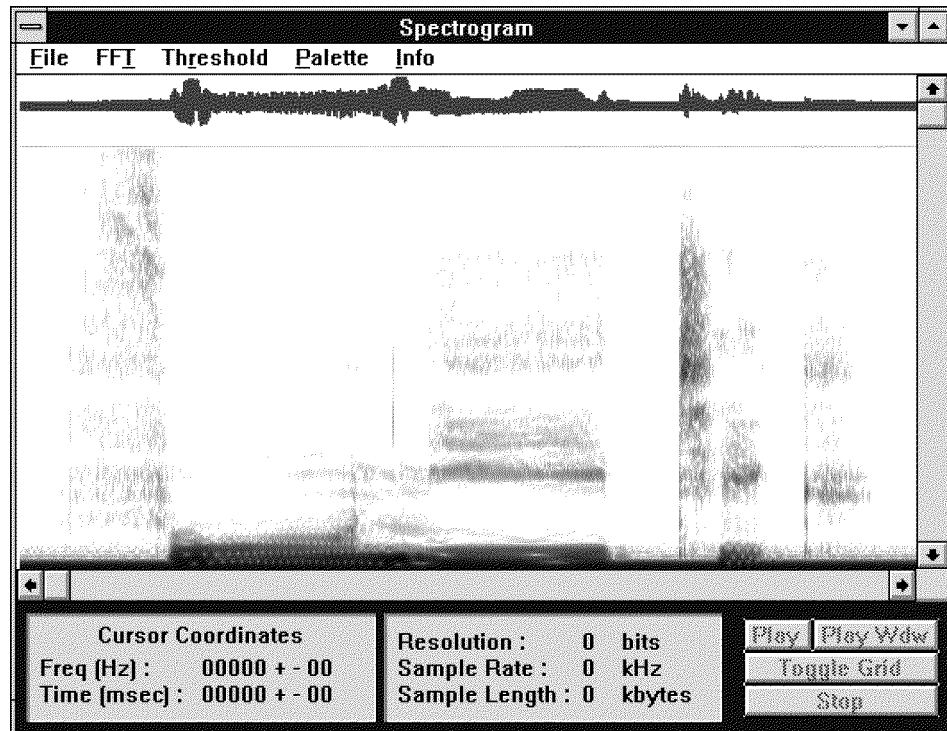 Spectrogram
File FFT Threshold Palette Info
Cursor Coordinates
Freq (Hz) : 00000 + - 00
Time (msec) : 00000 + - 00
Resolution : 0 bits
Sample Rate : 0 kHz
Sample Length : 0 kbytes
Play Play Wdw
Toggle Grid
Stop